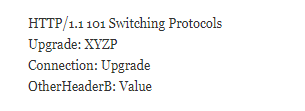 HTTP/1.1 101 Switching Protocols
Upgrade: XYZP
Connection: Upgrade
OtherHeaderB: Value